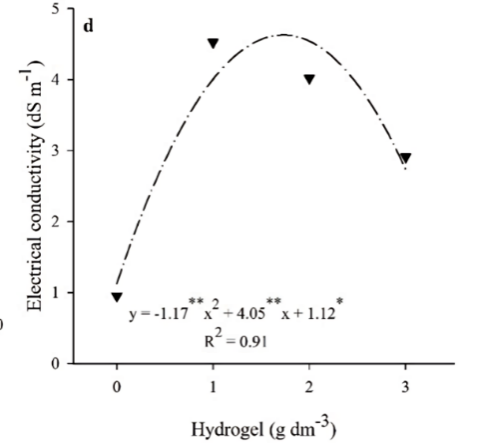 5
d
4
3
2
1
0
Electrical conductivity (dS m⁻¹)
y = -1.17**x² + 4.05**x + 1.12*
R² = 0.91
0 1 2 3
Hydrogel (g dm⁻³)